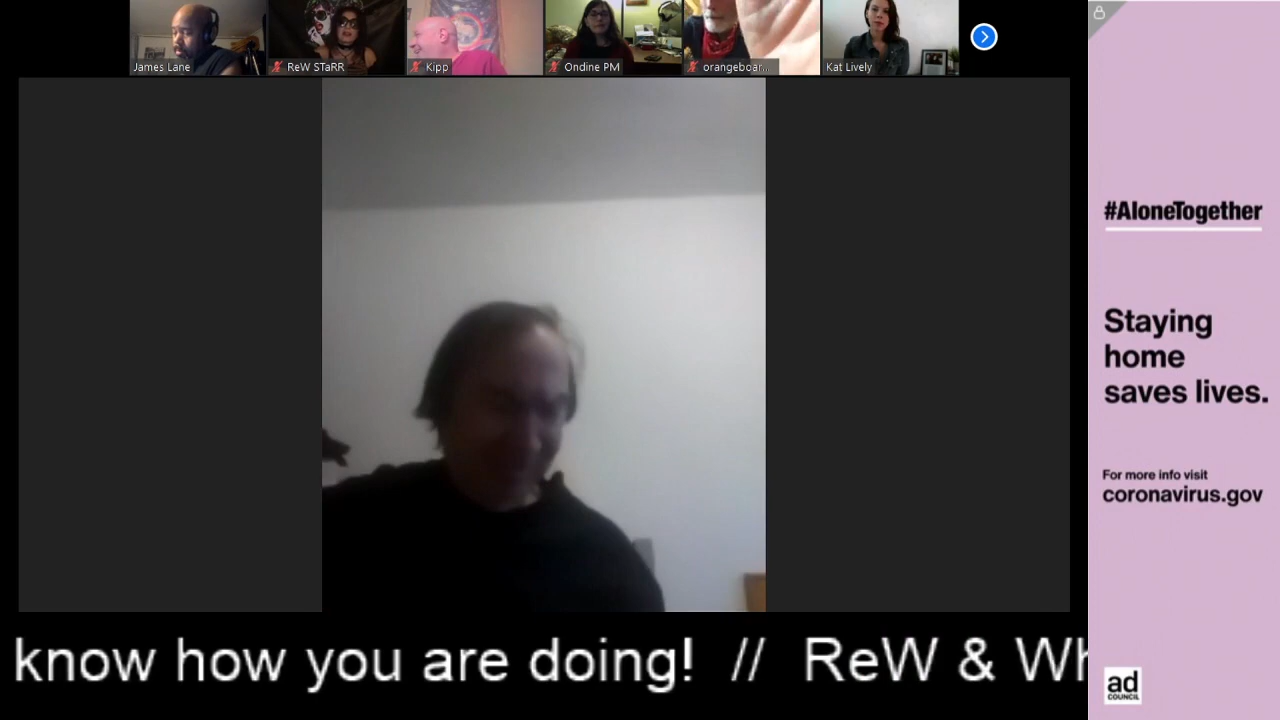 James Lane
ReW STaRR
Kipp
Ondine PM
orangeboar...
Kat Lively
#AloneTogether
Staying
home
saves lives.
For more info visit
coronavirus.gov
know how you are doing! // ReW & Wh
ad
COUNCIL